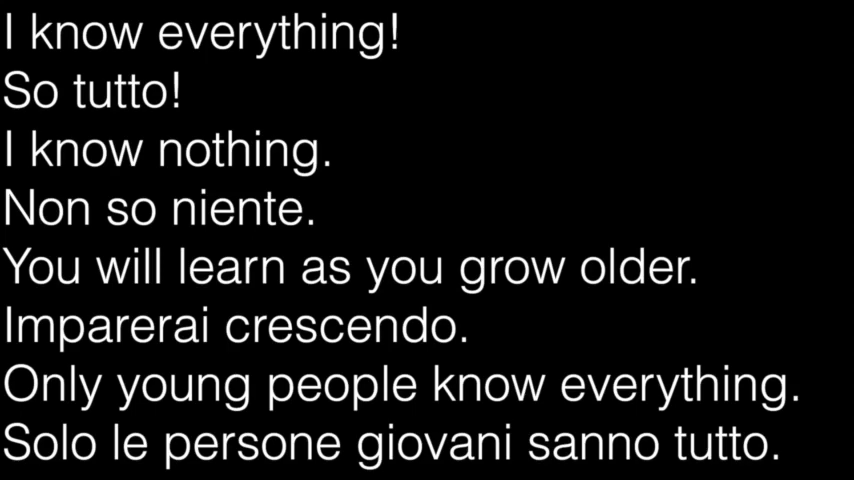 I know everything!
So tutto!
I know nothing.
Non so niente.
You will learn as you grow older.
Imparerai crescendo.
Only young people know everything.
Solo le persone giovani sanno tutto.